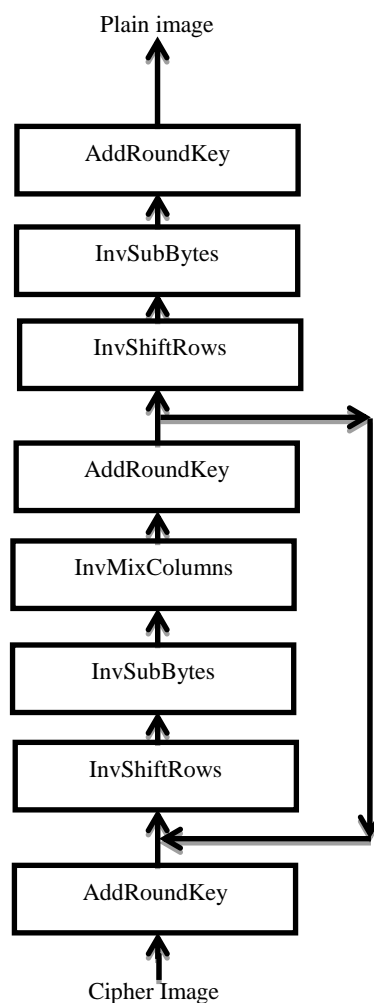 Plain image
AddRoundKey
InvSubBytes
InvShiftRows
AddRoundKey
InvMixColumns
InvSubBytes
InvShiftRows
AddRoundKey
Cipher Image